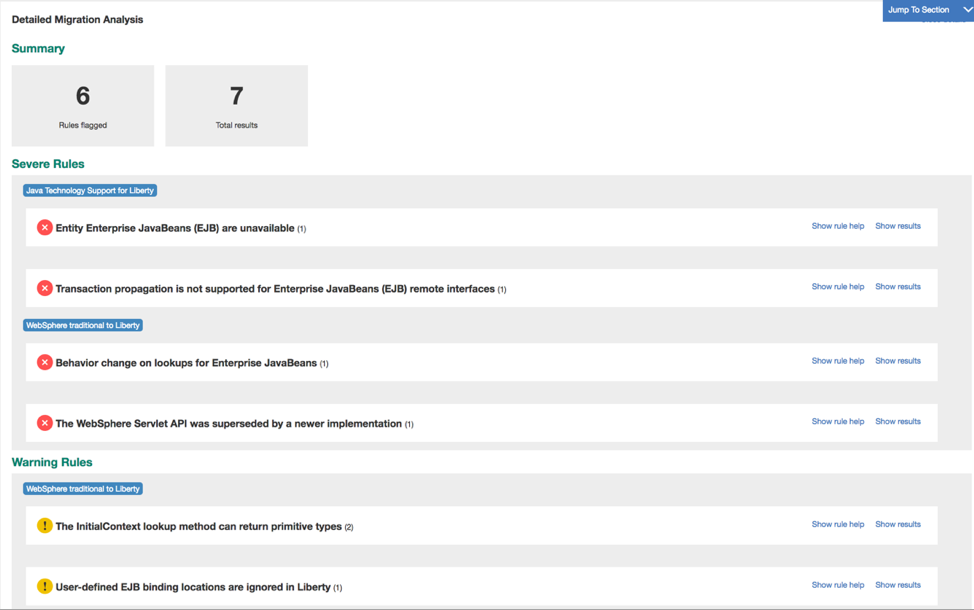 Jump To Section
Detailed Migration Analysis
Summary
6
Rules flagged
7
Total results
Severe Rules
Java Technology Support for Liberty
Entity Enterprise JavaBeans (EJB) are unavailable (1)
Show rule help Show results
Transaction propagation is not supported for Enterprise JavaBeans (EJB) remote interfaces (1)
Show rule help Show results
WebSphere traditional to Liberty
Behavior change on lookups for Enterprise JavaBeans (1)
Show rule help Show results
The WebSphere Servlet API was superseded by a newer implementation (1)
Show rule help Show results
Warning Rules
WebSphere traditional to Liberty
! The InitialContext lookup method can return primitive types (2)
Show rule help Show results
! User-defined EJB binding locations are ignored in Liberty (1)
Show rule help Show results